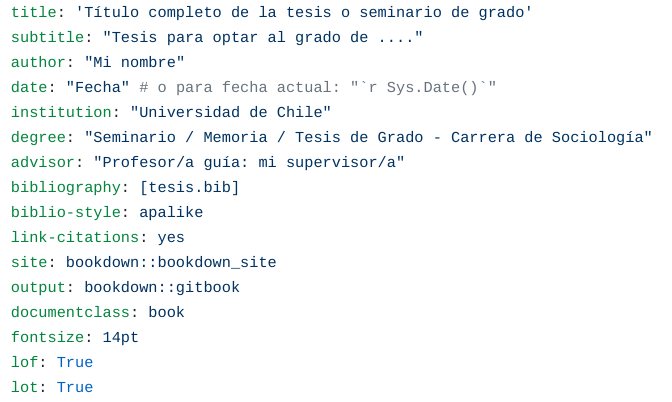 title: 'Título completo de la tesis o seminario de grado'
subtitle: "Tesis para optar al grado de ...."
author: "Mi nombre"
date: "Fecha" # o para fecha actual: "`r Sys.Date()`"
institution: "Universidad de Chile"
degree: "Seminario / Memoria / Tesis de Grado - Carrera de Sociología"
advisor: "Profesor/a guía: mi supervisor/a"
bibliography: [tesis.bib]
biblio-style: apalike
link-citations: yes
site: bookdown::bookdown_site
output: bookdown::gitbook
documentclass: book
fontsize: 14pt
lof: True
lot: True